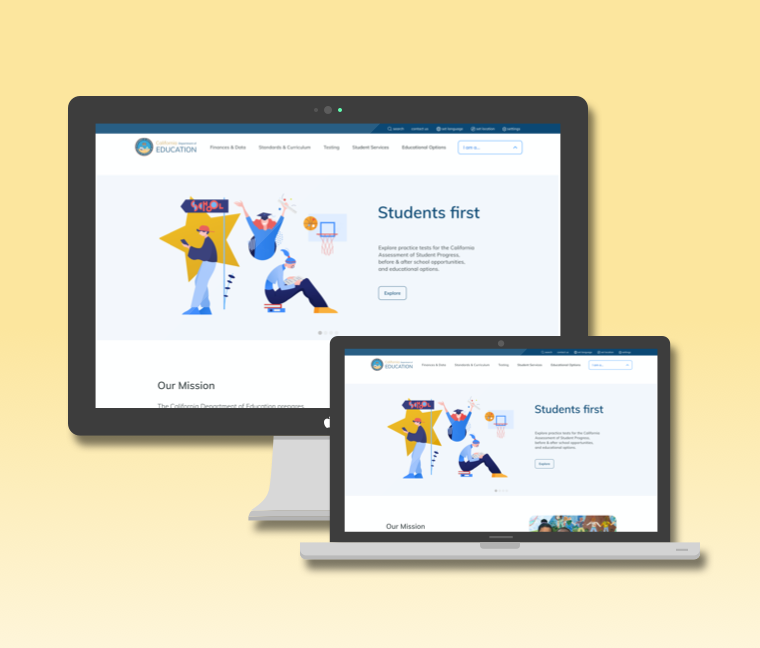 search contact us set language set location settings
California Department of
EDUCATION
Finances & Data Standards & Curriculum Testing Student Services Educational Options I am a...
SCHOOL
Students first
Explore practice tests for the California
Assessment of Student Progress,
before & after school opportunities,
and educational options.
Explore
Our Mission
The California Department of Education prepares
search contact us set language set location settings
California Department of
EDUCATION
Finances & Data Standards & Curriculum Testing Student Services Educational Options I am a...
SCHOOL
Students first
Explore practice tests for the California
Assessment of Student Progress,
before & after school opportunities,
and educational options.
Explore
Our Mission